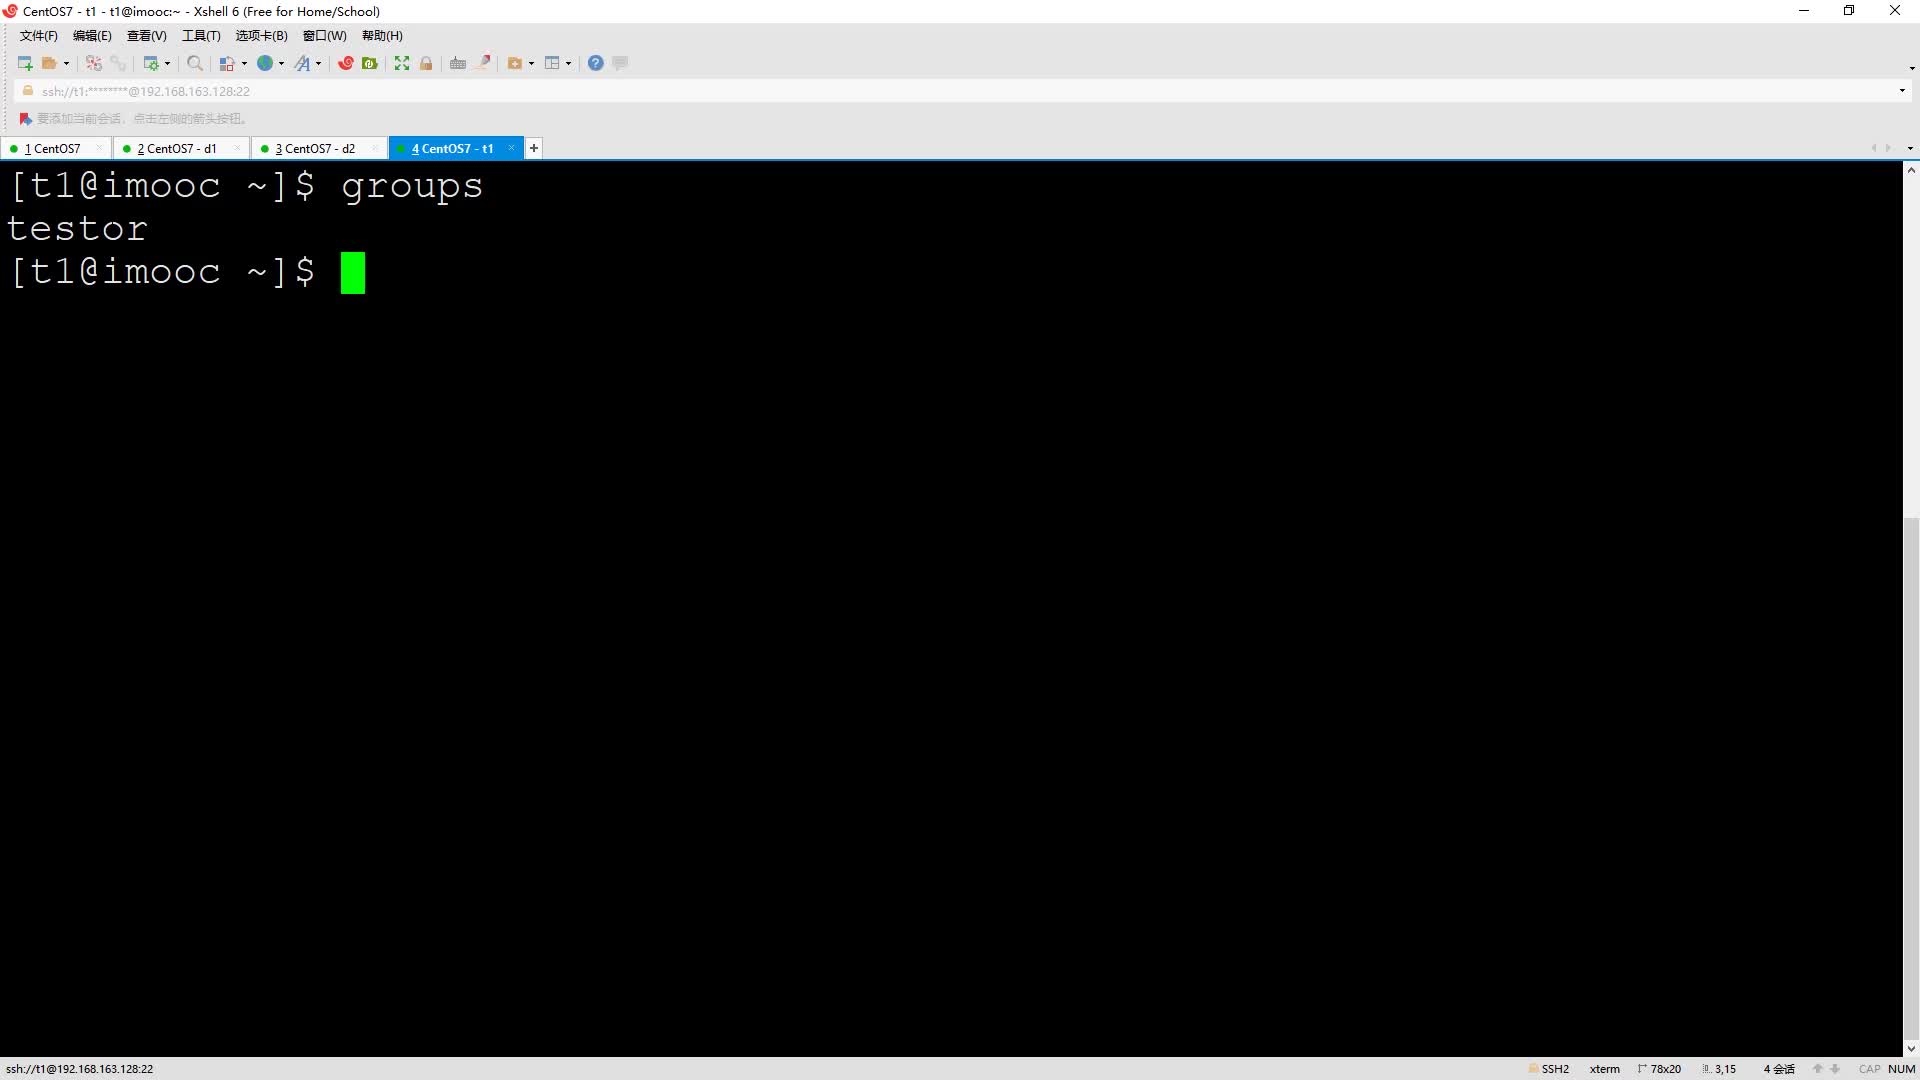 CentOS7 - t1 - t1@imooc:~ - Xshell 6 (Free for Home/School)
文件(F) 编辑(E) 查看(V) 工具(T) 选项卡(B) 窗口(W) 帮助(H)
ssh://t1:********@192.168.163.128:22
要添加当前会话，点击左侧的箭头按钮。
1 CentOS7 2 CentOS7 - d1 3 CentOS7 - d2 4 CentOS7 - t1
[t1@imooc ~]$ groups
testor
[t1@imooc ~]$
ssh://t1@192.168.163.128:22 SSH2 xterm 78x20 3,15 4 会话 CAP NUM